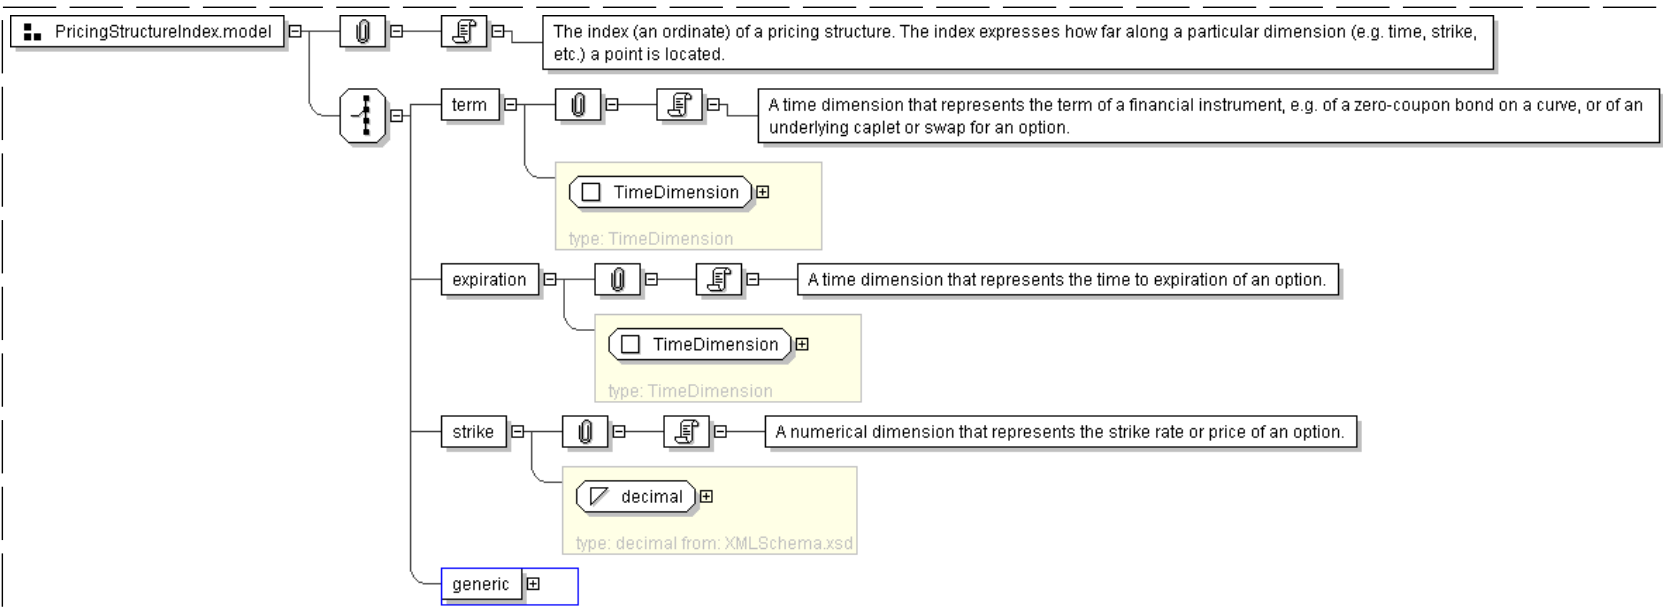 PricingStructureIndex.model
The index (an ordinate) of a pricing structure. The index expresses how far along a particular dimension (e.g. time, strike,
etc.) a point is located.
term
A time dimension that represents the term of a financial instrument, e.g. of a zero-coupon bond on a curve, or of an
underlying caplet or swap for an option.
TimeDimension
type: TimeDimension
expiration
A time dimension that represents the time to expiration of an option.
TimeDimension
type: TimeDimension
strike
A numerical dimension that represents the strike rate or price of an option.
decimal
type: decimal from: XMLSchema.xsd
generic